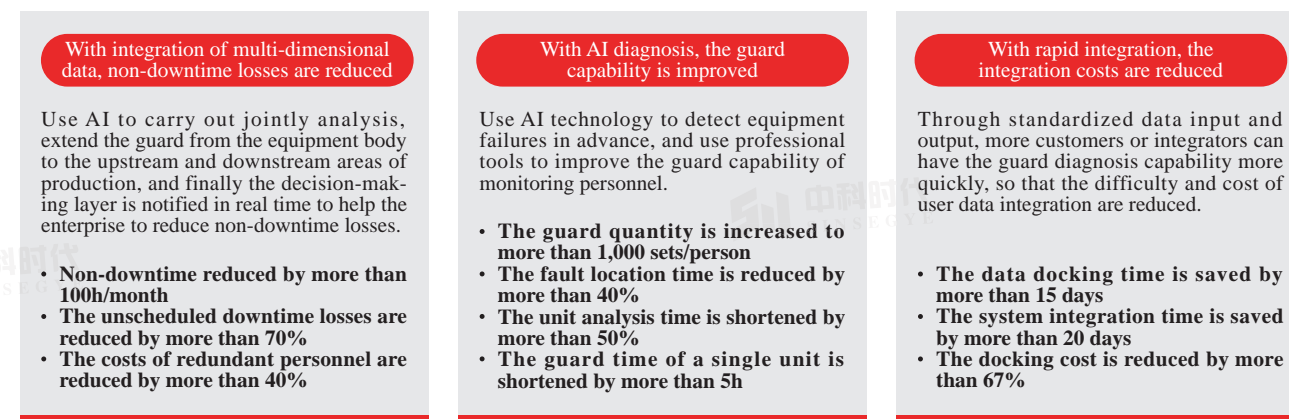 With integration of multi-dimensional
data, non-downtime losses are reduced
Use AI to carry out jointly analysis,
extend the guard from the equipment body
to the upstream and downstream areas of
production, and finally the decision-mak-
ing layer is notified in real time to help the
enterprise to reduce non-downtime losses.
• Non-downtime reduced by more than
100h/month
• The unscheduled downtime losses are
reduced by more than 70%
• The costs of redundant personnel are
reduced by more than 40%
With AI diagnosis, the guard
capability is improved
Use AI technology to detect equipment
failures in advance, and use professional
tools to improve the guard capability of
monitoring personnel.
• The guard quantity is increased to
more than 1,000 sets/person
• The fault location time is reduced by
more than 40%
• The unit analysis time is shortened by
more than 50%
• The guard time of a single unit is
shortened by more than 5h
With rapid integration, the
integration costs are reduced
Through standardized data input and
output, more customers or integrators can
have the guard diagnosis capability more
quickly, so that the difficulty and cost of
user data integration are reduced.
• The data docking time is saved by
more than 15 days
• The system integration time is saved
by more than 20 days
• The docking cost is reduced by more
than 67%
中科时代